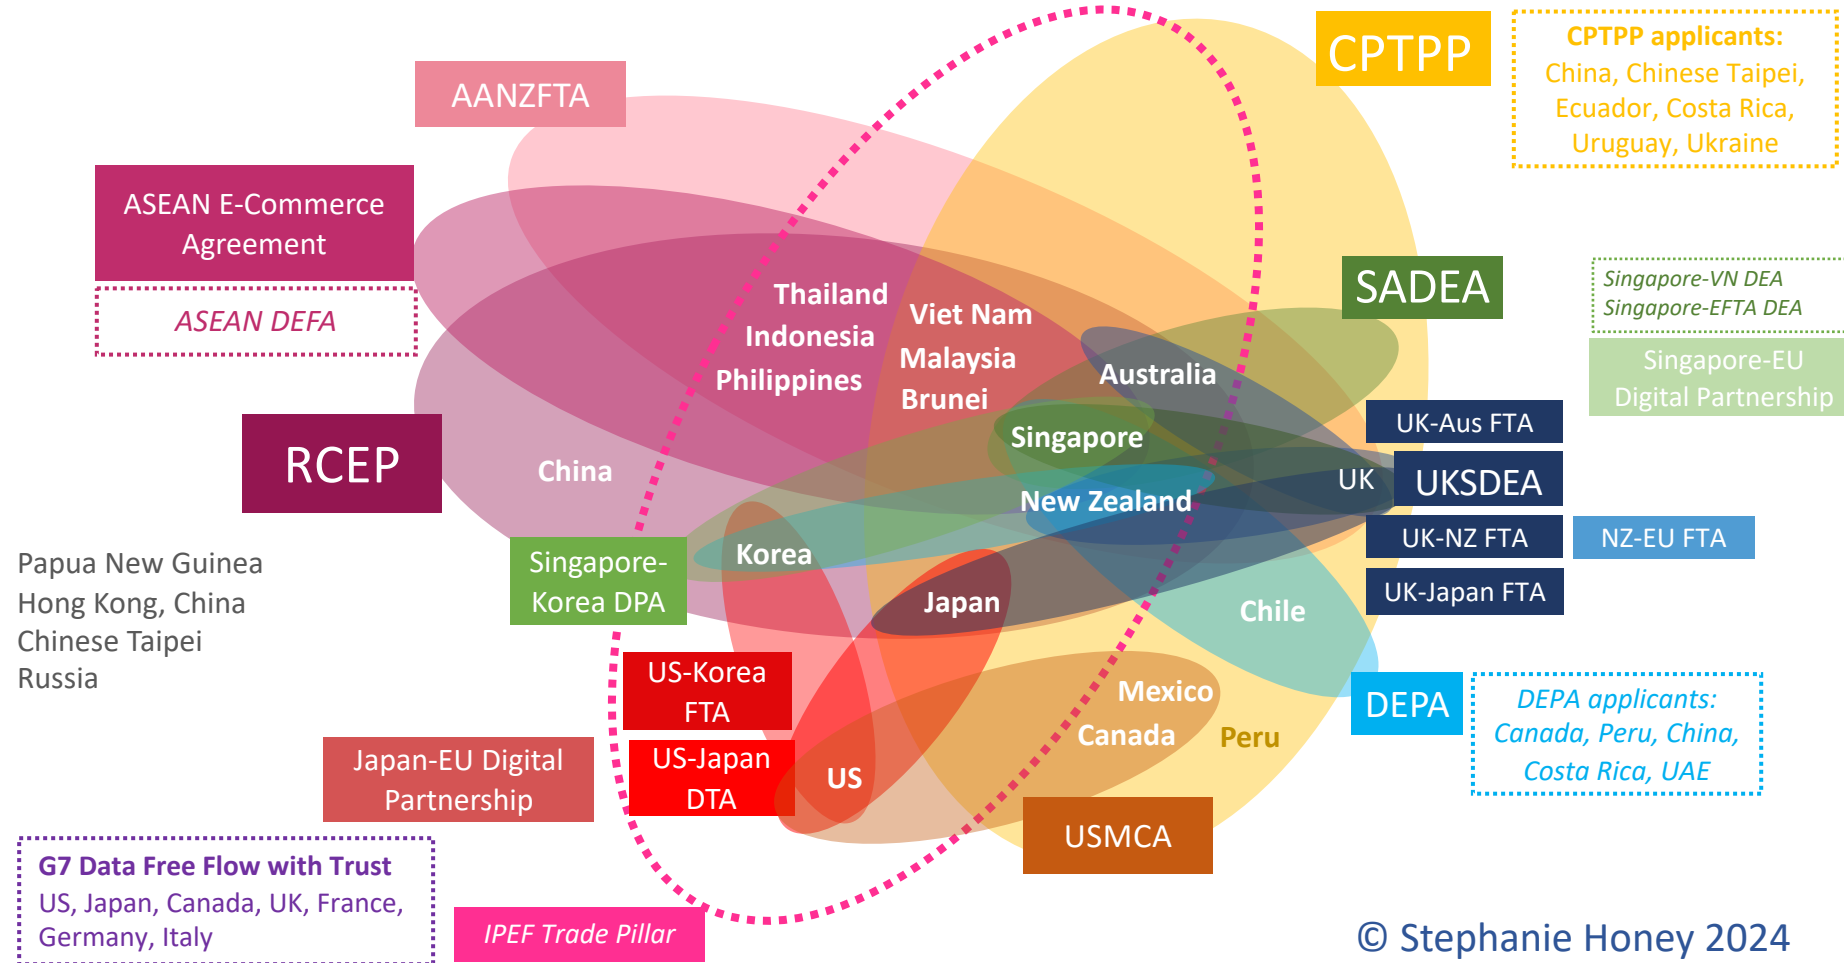 CPTPP
CPTPP applicants:
China, Chinese Taipei,
Ecuador, Costa Rica,
Uruguay, Ukraine
AANZFTA
ASEAN E-Commerce
Agreement
ASEAN DEFA
SADEA
Singapore-VN DEA
Singapore-EFTA DEA
Singapore-EU
Digital Partnership
Thailand
Indonesia
Philippines
Viet Nam
Malaysia
Brunei
Australia
Singapore
New Zealand
UK
UK-Aus FTA
UKSDEA
UK-NZ FTA
NZ-EU FTA
UK-Japan FTA
RCEP
China
Singapore-
Korea DPA
Korea
Japan
Chile
Papua New Guinea
Hong Kong, China
Chinese Taipei
Russia
US-Korea
FTA
US-Japan
DTA
Japan-EU Digital
Partnership
US
Mexico
Canada
Peru
DEPA
DEPA applicants:
Canada, Peru, China,
Costa Rica, UAE
USMCA
G7 Data Free Flow with Trust
US, Japan, Canada, UK, France,
Germany, Italy
IPEF Trade Pillar
© Stephanie Honey 2024